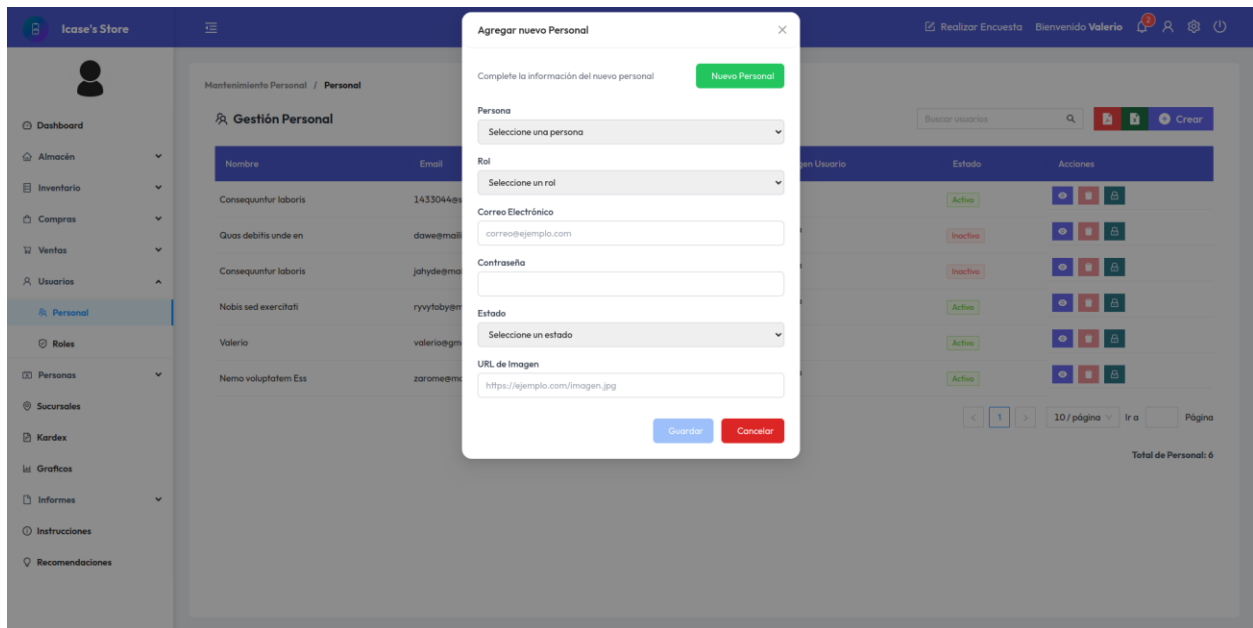 Icase's Store
Realizar Encuesta
Bienvenido Valerio
2
Dashboard
Almacén
Inventario
Compras
Ventas
Usuarios
Personal
Roles
Personas
Sucursales
Kardex
Graficos
Informes
Instrucciones
Recomendaciones
Mantenimiento Personal / Personal
Gestión Personal
Buscar usuarios
Crear
Nombre Email Usuario Estado Acciones
Consequuntur laboris 1433044@s Activo
Quas debitis unde en dawe@maili Inactivo
Consequuntur laboris jahyde@mai Inactivo
Nobis sed exercitati ryvytoby@m Activo
Valerio valerio@gm Activo
Nemo voluptatem Ess zarome@ma Activo
1
10 / página
Ir a
Página
Total de Personal: 6
Agregar nuevo Personal
Complete la información del nuevo personal
Nuevo Personal
Persona
Seleccione una persona
Rol
Seleccione un rol
Correo Electrónico
correo@ejemplo.com
Contraseña
Estado
Seleccione un estado
URL de Imagen
https://ejemplo.com/imagen.jpg
Guardar
Cancelar